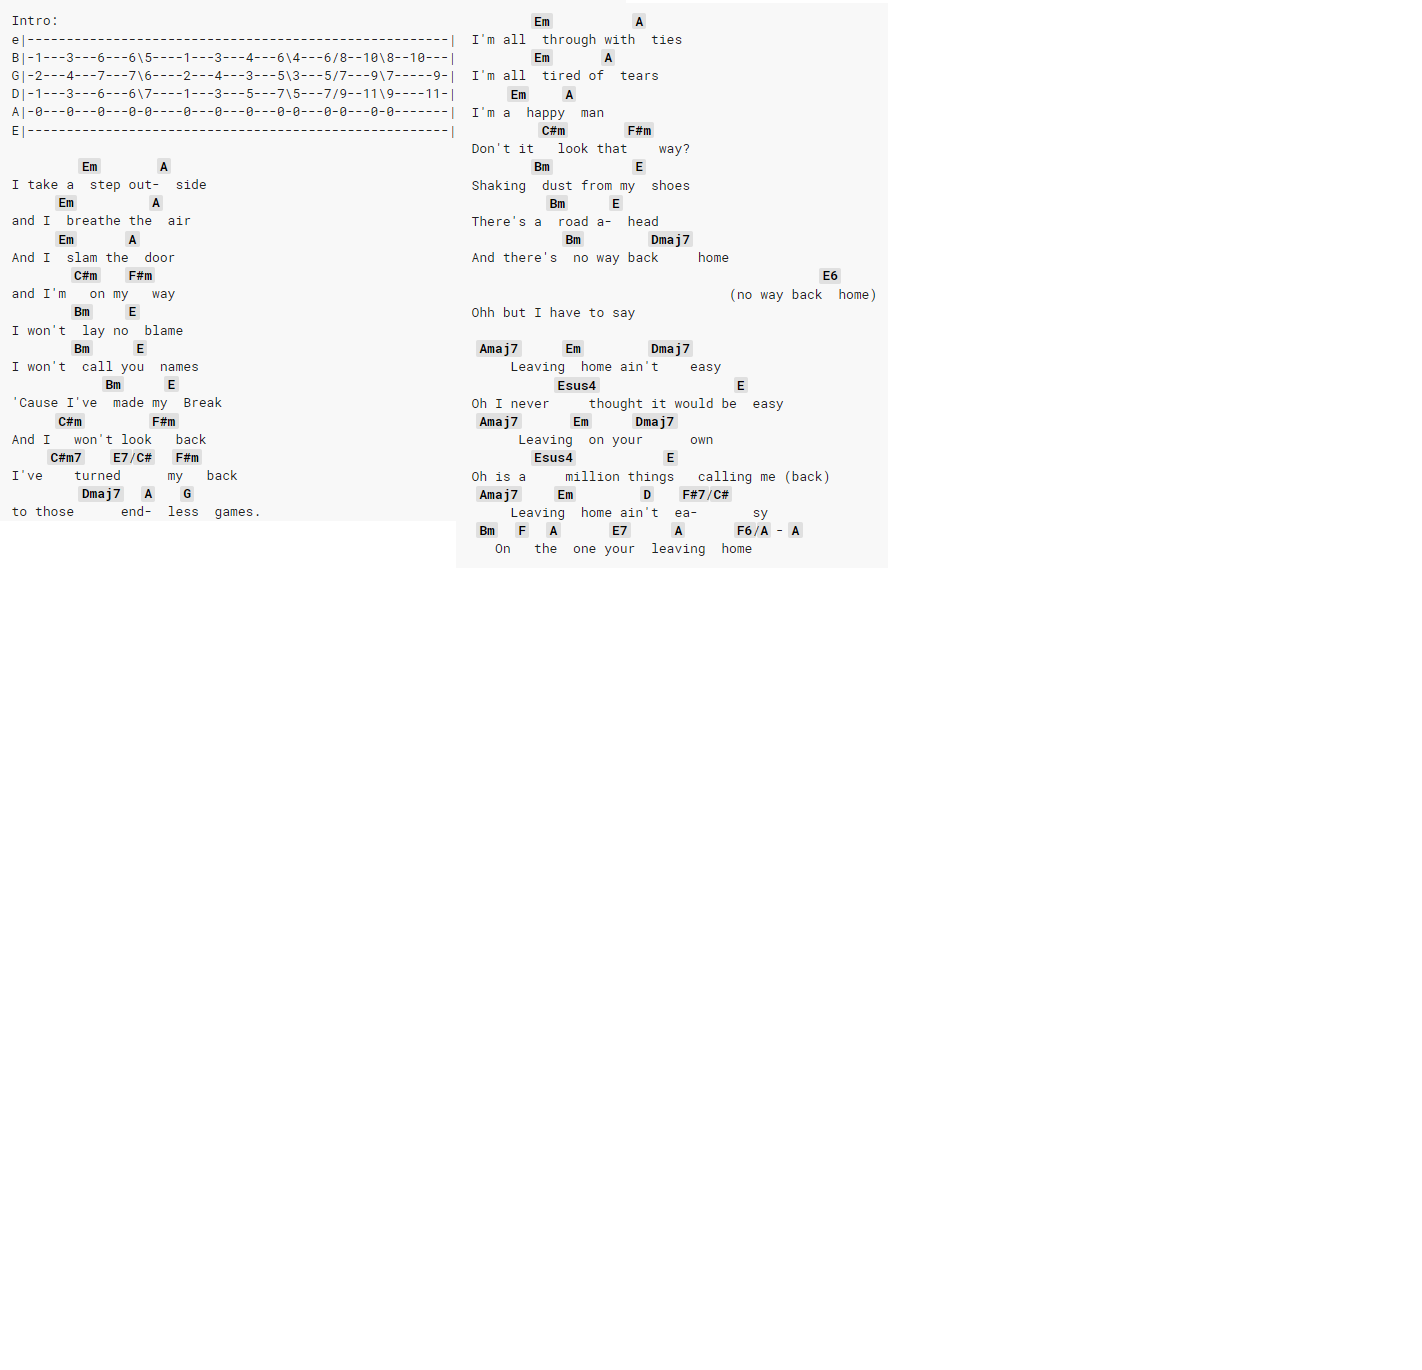 Intro:
e|------------------------------------------------------|
B|-1---3---6---6\5----1---3---4---6\4---6/8--10\8--10---|
G|-2---4---7---7\6----2---4---3---5\3---5/7---9\7-----9-|
D|-1---3---6---6\7----1---3---5---7\5---7/9--11\9----11-|
A|-0---0---0---0-0----0---0---0---0-0---0-0---0-0-------|
E|------------------------------------------------------|
Em A
I take a step out- side
Em A
and I breathe the air
Em A
And I slam the door
C#m F#m
and I'm on my way
Bm E
I won't lay no blame
Bm E
I won't call you names
Bm E
'Cause I've made my Break
C#m F#m
And I won't look back
C#m7 E7/C# F#m
I've turned my back
Dmaj7 A G
to those end- less games.
Em A
I'm all through with ties
Em A
I'm all tired of tears
Em A
I'm a happy man
C#m F#m
Don't it look that way?
Bm E
Shaking dust from my shoes
Bm E
There's a road a- head
Bm Dmaj7
And there's no way back home
E6
(no way back home)
Ohh but I have to say
Amaj7 Em Dmaj7
Leaving home ain't easy
Esus4 E
Oh I never thought it would be easy
Amaj7 Em Dmaj7
Leaving on your own
Esus4 E
Oh is a million things calling me (back)
Amaj7 Em D F#7/C#
Leaving home ain't ea- sy
Bm F A E7 A F6/A - A
On the one your leaving home